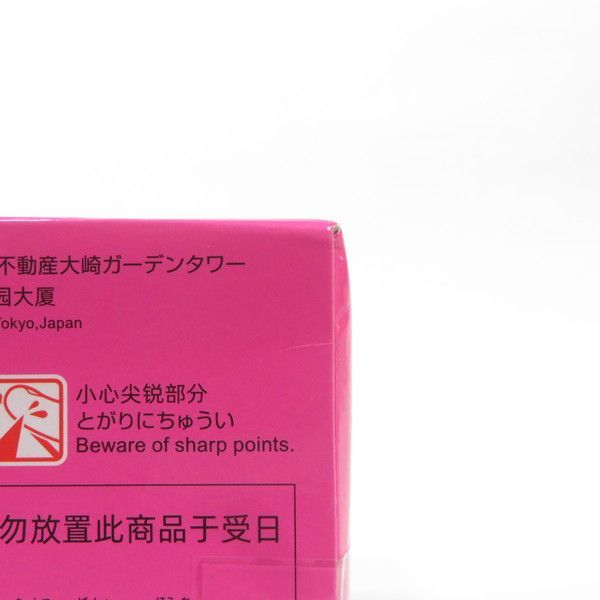 不動産大崎ガーデンタワー
园大厦
Tokyo,Japan
小心尖锐部分
とがりにちゅうい
Beware of sharp points.
勿放置此商品于受日